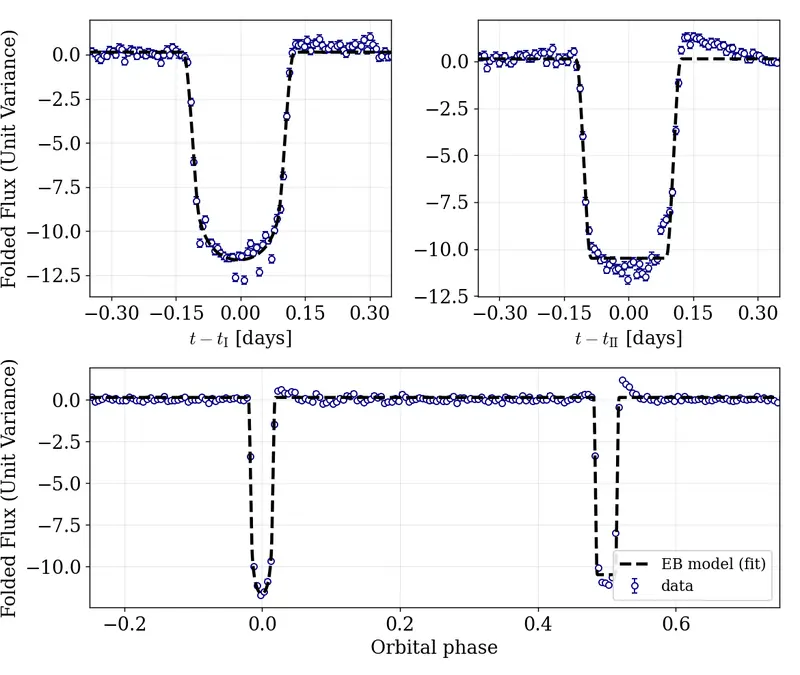 Folded Flux (Unit Variance)
0.0
−2.5
−5.0
−7.5
−10.0
−12.5
−0.30 −0.15 0.00 0.15 0.30
t − tI [days]
0.0
−2.5
−5.0
−7.5
−10.0
−12.5
−0.30 −0.15 0.00 0.15 0.30
t − tII [days]
Folded Flux (Unit Variance)
0.0
−2.5
−5.0
−7.5
−10.0
EB model (fit)
data
−0.2 0.0 0.2 0.4 0.6
Orbital phase